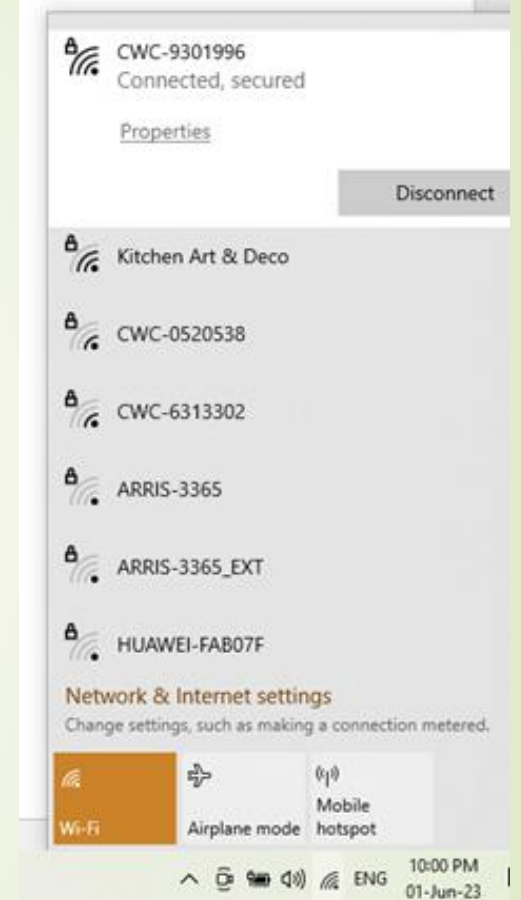 CWC-9301996
Connected, secured
Properties
Disconnect
Kitchen Art & Deco
CWC-0520538
CWC-6313302
ARRIS-3365
ARRIS-3365_EXT
HUAWEI-FAB07F
Network & Internet settings
Change settings, such as making a connection metered.
Wi-Fi
Airplane mode
Mobile
hotspot
ENG
10:00 PM
01-Jun-23